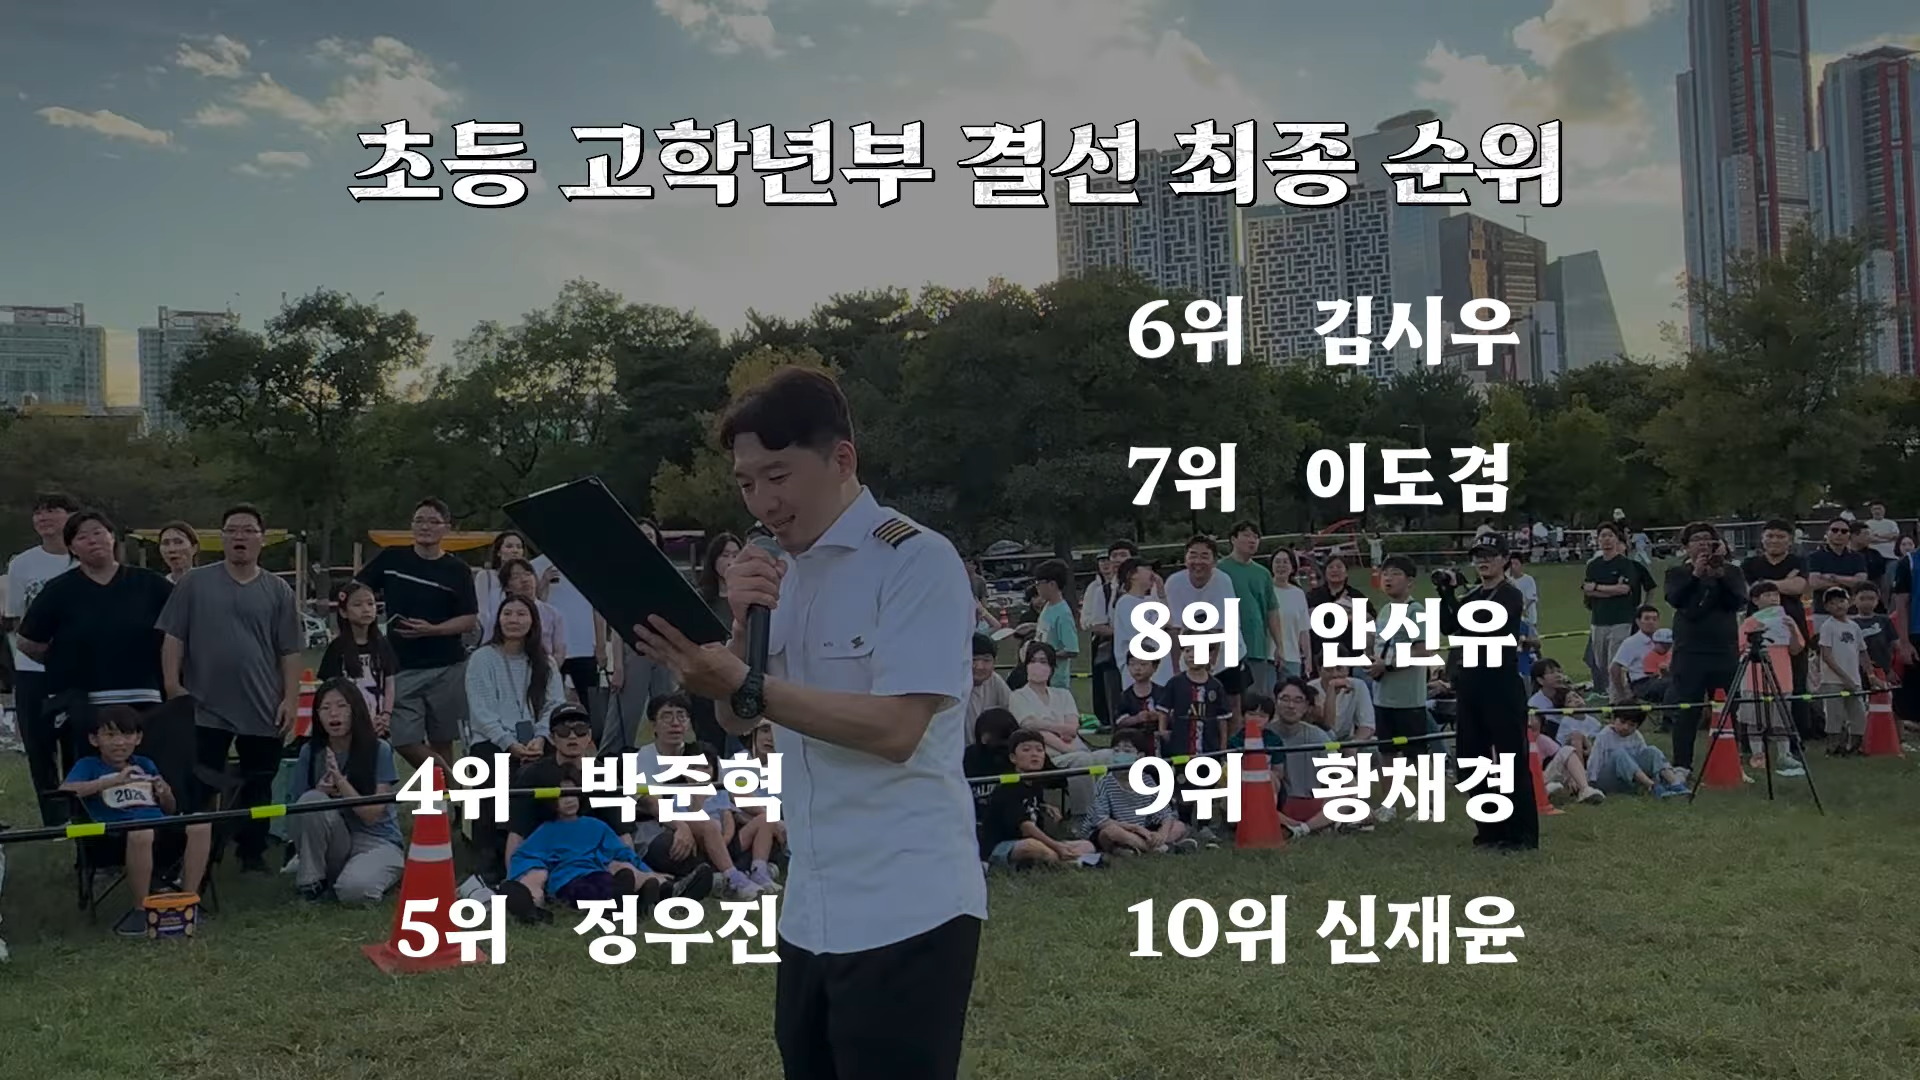 초등 고학년부 결선 최종 순위
4위 박준혁
5위 정우진
6위 김시우
7위 이도겸
8위 안선유
9위 황채경
10위 신재윤